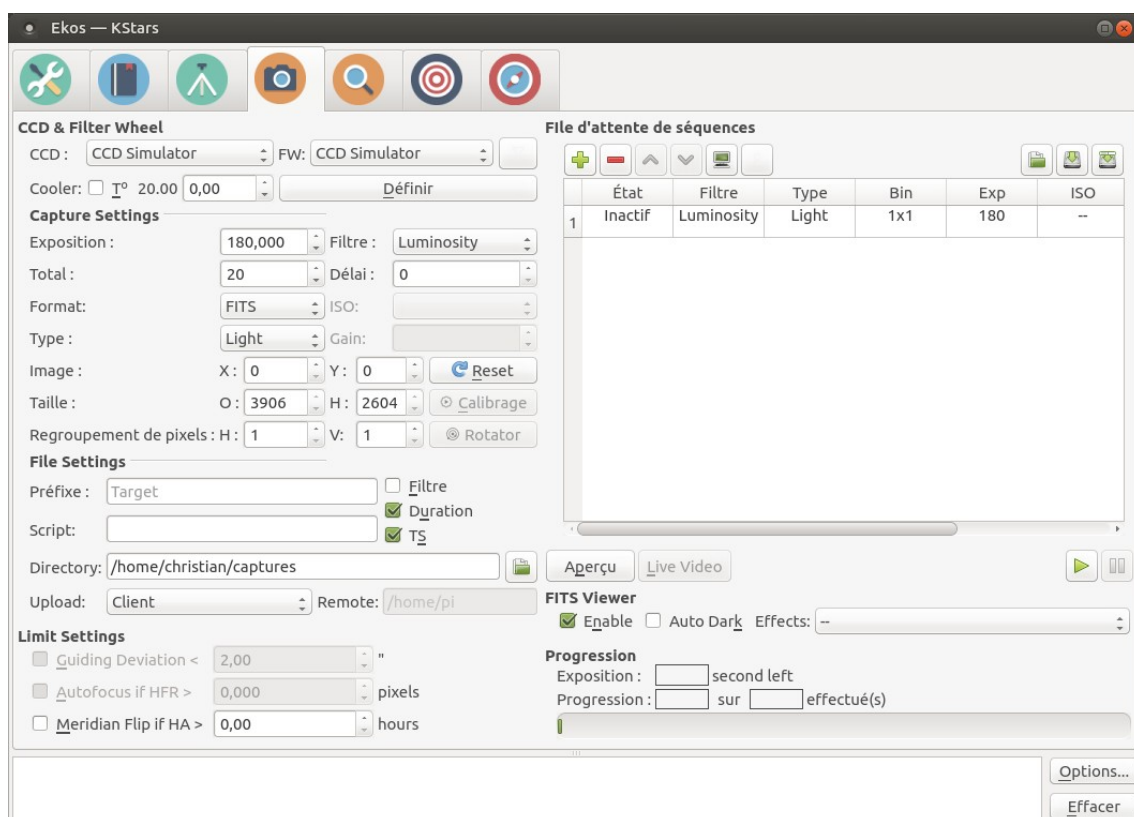 Ekos — KStars
CCD & Filter Wheel
CCD : CCD Simulator FW: CCD Simulator
Cooler: Tº 20.00 0,00 Définir
Capture Settings
Exposition : 180,000 Filtre : Luminosity
Total : 20 Délai : 0
Format: FITS ISO:
Type : Light Gain:
Image : X : 0 Y : 0 Reset
Taille : O : 3906 H : 2604 Calibrage
Regroupement de pixels : H : 1 V: 1 Rotator
File Settings
Préfixe : Target Filtre
Duration
Script: TS
Directory: /home/christian/captures
Upload: Client Remote: /home/pi
Limit Settings
Guiding Deviation < 2,00 "
Autofocus if HFR > 0,000 pixels
Meridian Flip if HA > 0,00 hours
FIle d'attente de séquences
État Filtre Type Bin Exp ISO
1 Inactif Luminosity Light 1x1 180 --
Aperçu Live Video
FITS Viewer
Enable Auto Dark Effects: --
Progression
Exposition : second left
Progression : sur effectué(s)
Options...
Effacer